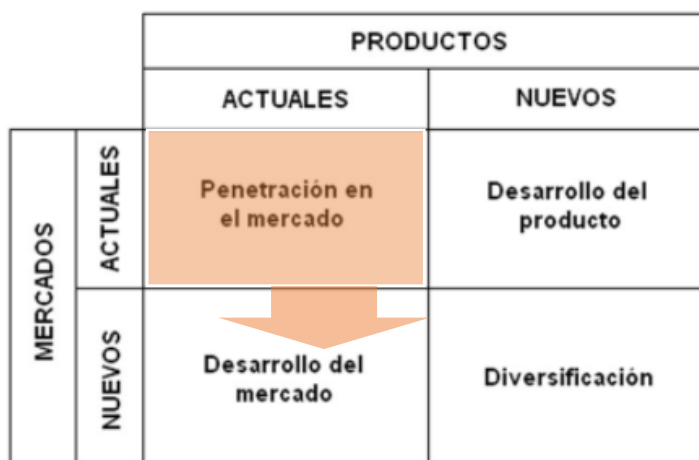 PRODUCTOS
ACTUALES
NUEVOS
MERCADOS
ACTUALES
Penetración en
el mercado
Desarrollo del
producto
NUEVOS
Desarrollo del
mercado
Diversificación